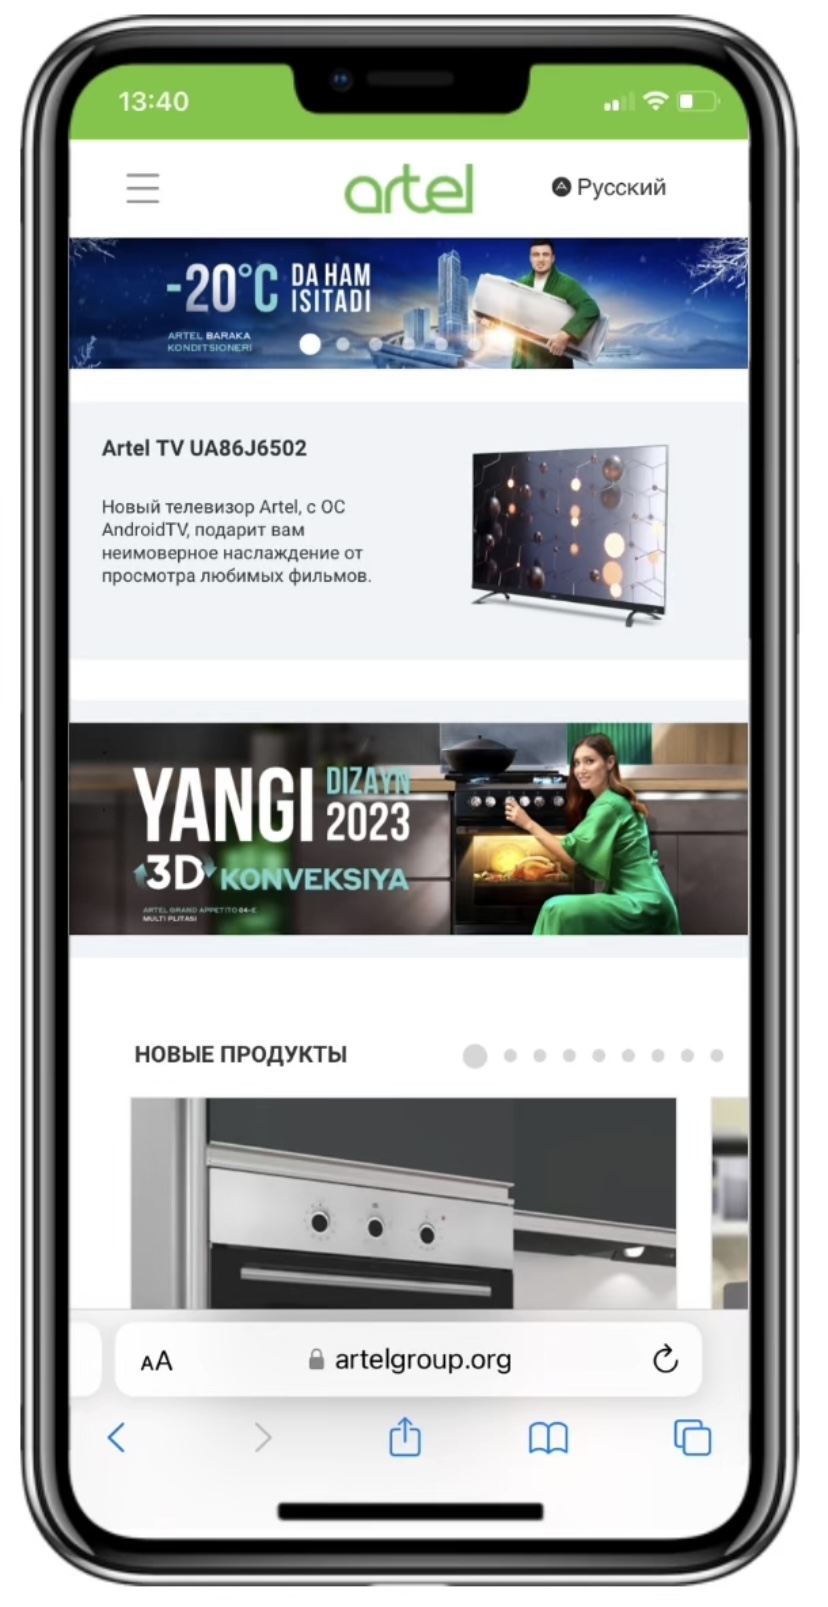 13:40
artel
Русский
-20°C DA HAM
ISITADI
ARTEL BARAKA
KONDITSIONERI
Artel TV UA86J6502
Новый телевизор Artel, с ОС
AndroidTV, подарит вам
неимоверное наслаждение от
просмотра любимых фильмов.
YANGI DIZAYN
2023
3D KONVEKSIYA
ARTEL GRAND APPETITO 64-E
MULTI PLITASI
НОВЫЕ ПРОДУКТЫ
AA artelgroup.org